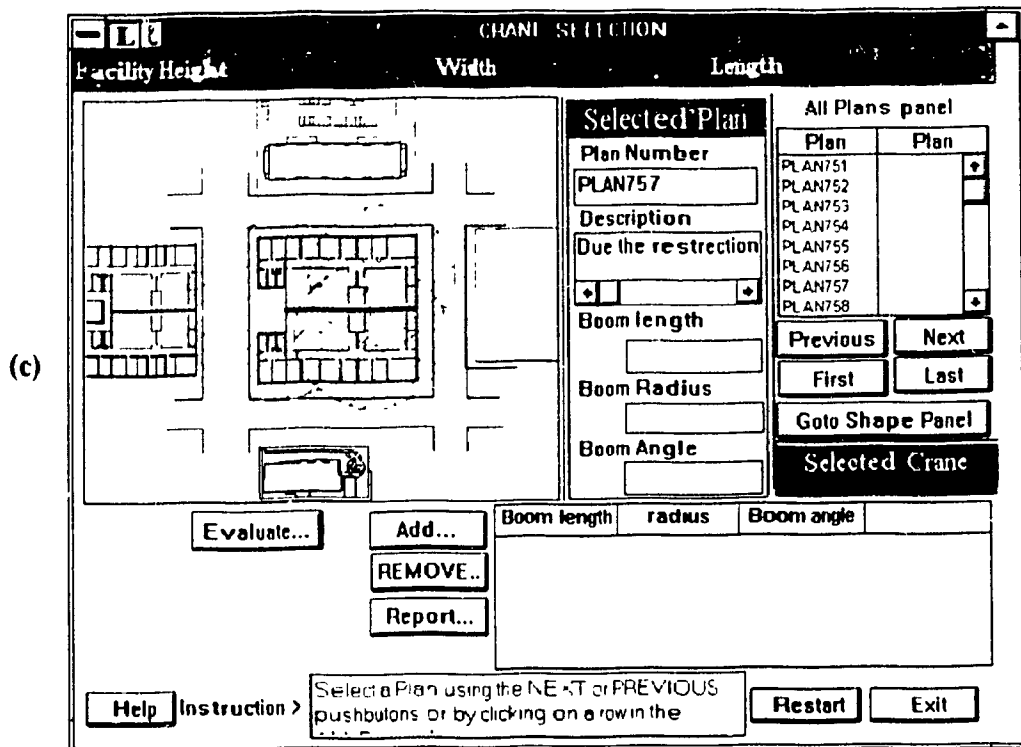 CRANE SELECTION
Facility Height Width Length
Selected Plan
Plan Number
PLAN757
Description
Due the restrection
Boom length
Boom Radius
Boom Angle
All Plans panel
Plan Plan
PLAN751
PLAN752
PLAN753
PLAN754
PLAN755
PLAN756
PLAN757
PLAN758
Previous Next
First Last
Goto Shape Panel
Selected Crane
(c)
Evaluate...
Add...
REMOVE..
Report...
Boom length radius Boom angle
Help Instruction >
Select a Plan using the NEXT or PREVIOUS
pushbutons or by clicking on a row in the
Restart Exit